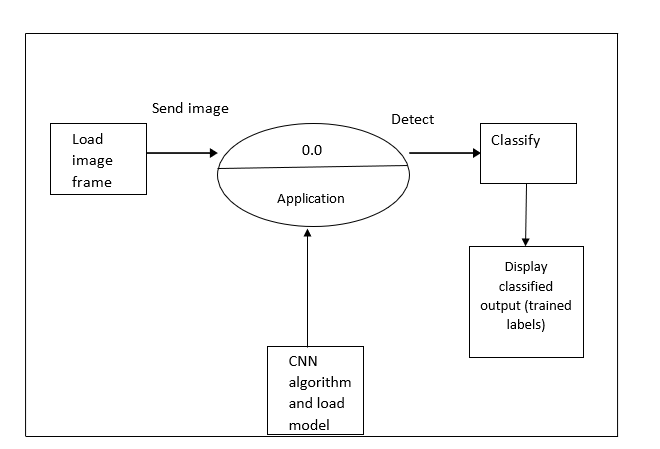 Send image
Detect
Load
image
frame
0.0
Application
Classify
Display
classified
output (trained
labels)
CNN
algorithm
and load
model